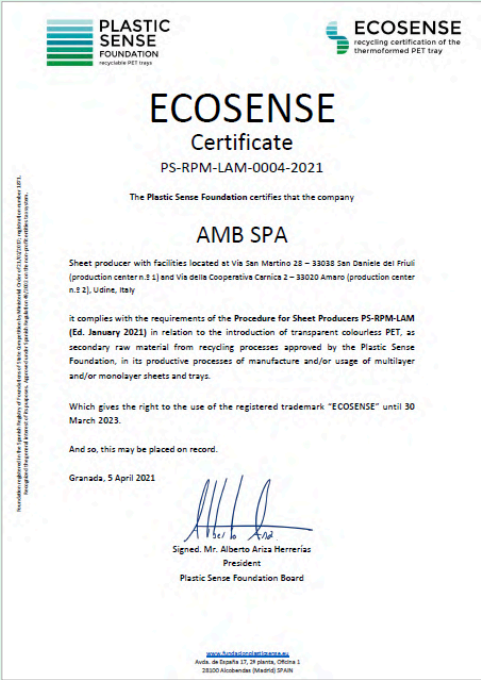 PLASTIC
SENSE
FOUNDATION
recyclable PET trays
ECOSENSE
recycling certification of the
thermoformed PET tray
ECOSENSE
Certificate
PS-RPM-LAM-0004-2021
The Plastic Sense Foundation certifies that the company
AMB SPA
Sheet producer with facilities located at Via San Martino 28 – 33038 San Daniele del Friuli
(production center n.º 1) and Via della Cooperativa Carnica 2 – 33020 Amaro (production center
n.º 2), Udine, Italy
it complies with the requirements of the Procedure for Sheet Producers PS-RPM-LAM
(Ed. January 2021) in relation to the introduction of transparent colourless PET, as
secondary raw material from recycling processes approved by the Plastic Sense
Foundation, in its productive processes of manufacture and/or usage of multilayer
and/or monolayer sheets and trays.
Which gives the right to the use of the registered trademark "ECOSENSE" until 30
March 2023.
And so, this may be placed on record.
Granada, 5 April 2021
Signed. Mr. Alberto Ariza Herrerías
President
Plastic Sense Foundation Board
www.fundacionplasticsense.eu
Avda. de España 17, 2ª planta, Oficina 1
28100 Alcobendas (Madrid) SPAIN